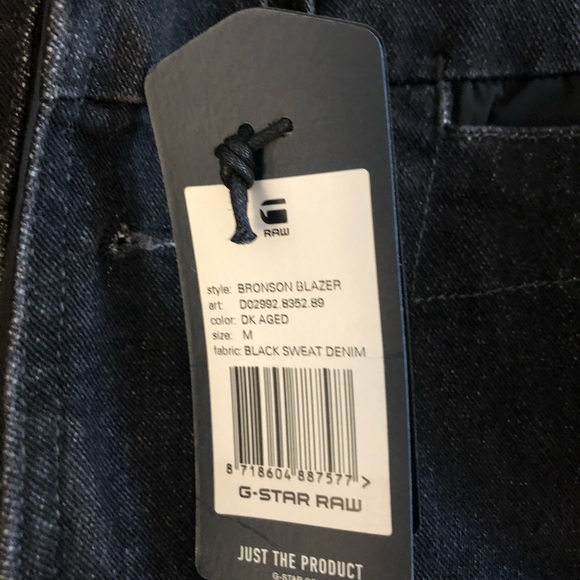 RAW
style: BRONSON BLAZER
art: D02992.8352.89
color: DK AGED
size: M
fabric: BLACK SWEAT DENIM
8 718604 887577 >
G-STAR RAW
JUST THE PRODUCT
G-STAR